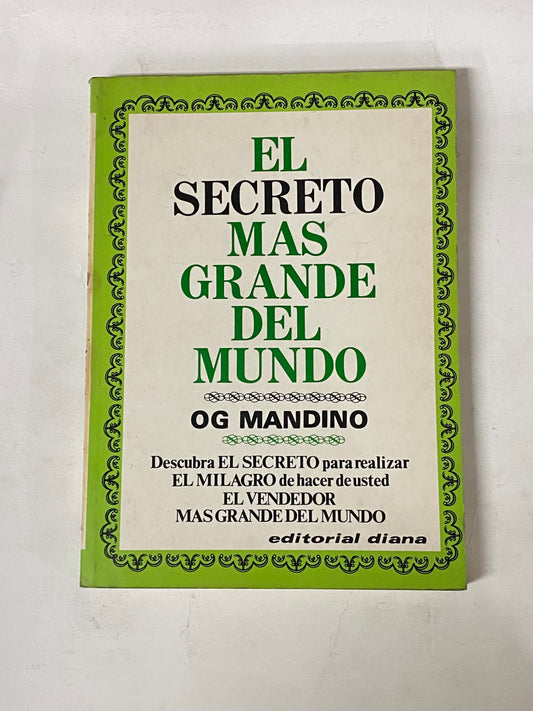 EL
SECRETO
MAS
GRANDE
DEL
MUNDO
OG MANDINO
Descubra EL SECRETO para realizar
EL MILAGRO de hacer de usted
EL VENDEDOR
MAS GRANDE DEL MUNDO
editorial diana